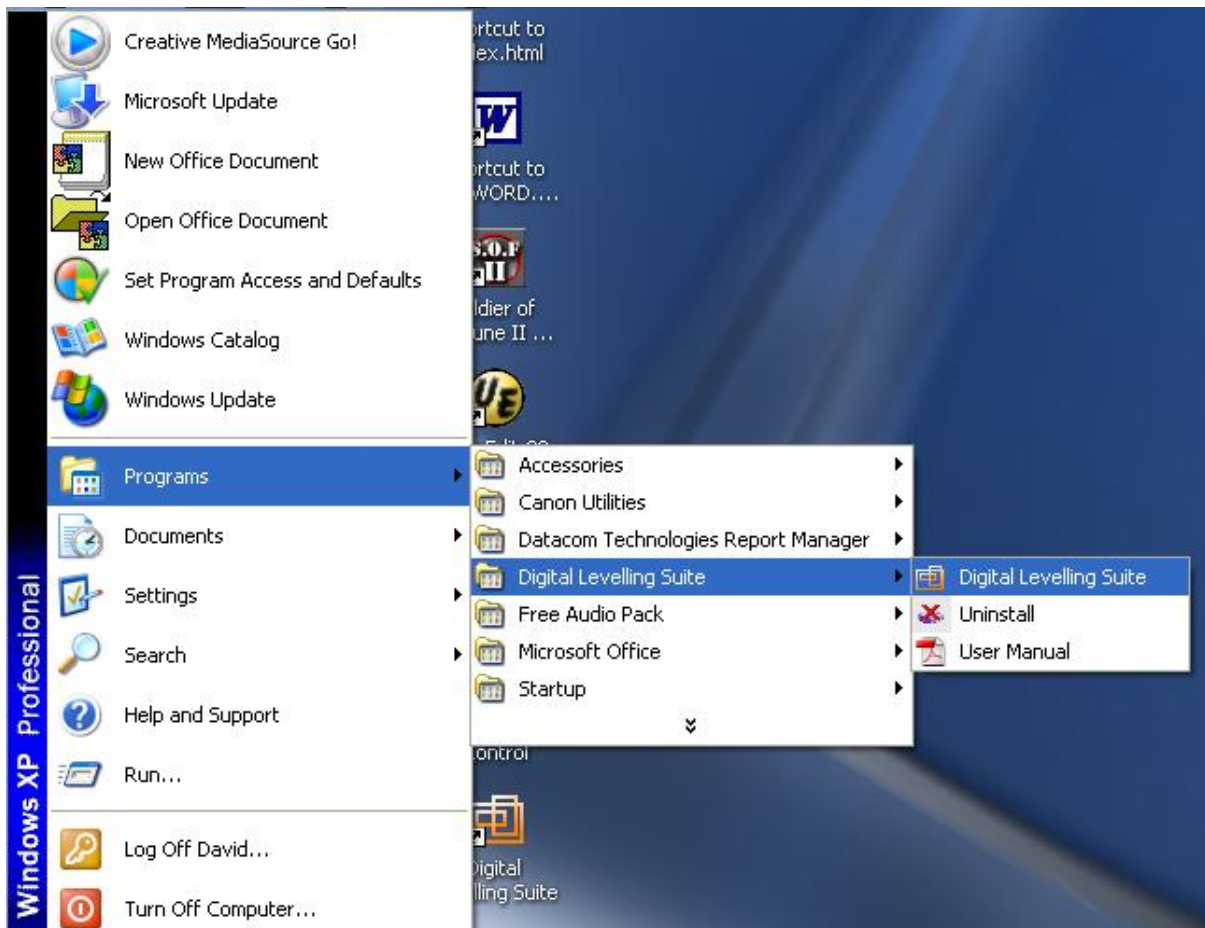 Creative MediaSource Go!
Microsoft Update
New Office Document
Open Office Document
Set Program Access and Defaults
Windows Catalog
Windows Update
Programs
Documents
Settings
Search
Help and Support
Run...
Log Off David...
Turn Off Computer...
Windows XP Professional
rtcut to
ex.html
W
rtcut to
WORD....
S.O.F
II
ldier of
une II ...
UE
Accessories
Canon Utilities
Datacom Technologies Report Manager
Digital Levelling Suite
Free Audio Pack
Microsoft Office
Startup
Digital Levelling Suite
Uninstall
User Manual
ontrol
igital
lling Suite